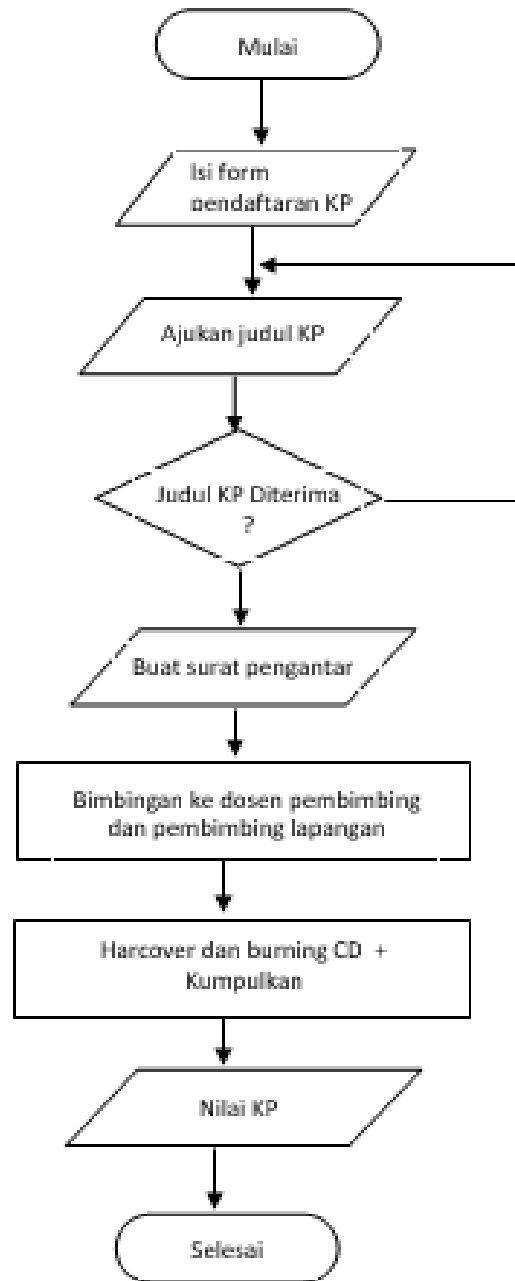 Mulai
Isi form
pendaftaran KP
Ajukan judul KP
Judul KP Diterima
?
Buat surat pengantar
Bimbingan ke dosen pembimbing
dan pembimbing lapangan
Harcover dan burning CD +
Kumpulkan
Nilai KP
Selesai